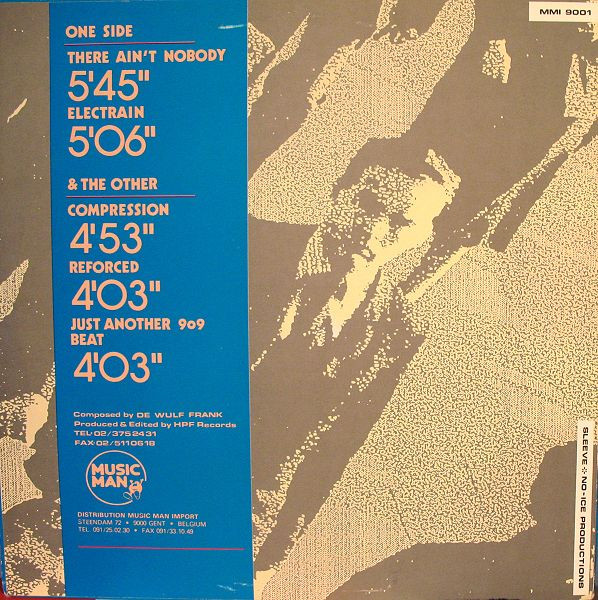 MMI 9001
ONE SIDE
THERE AIN'T NOBODY
5'45"
ELECTRAIN
5'06"
& THE OTHER
COMPRESSION
4'53"
REFORCED
4'03"
JUST ANOTHER 909
BEAT
4'03"
Composed by DE WULF FRANK
Produced & Edited by HPF Records
TEL·02/3752431
FAX·02/5110618
MUSIC
MAN
DISTRIBUTION MUSIC MAN IMPORT
STEENDAM 72 • 9000 GENT • BELGIUM
TEL. 091/25.02.30 • FAX 091/33.10.49
SLEEVE ✢ NO-ICE PRODUCTIONS